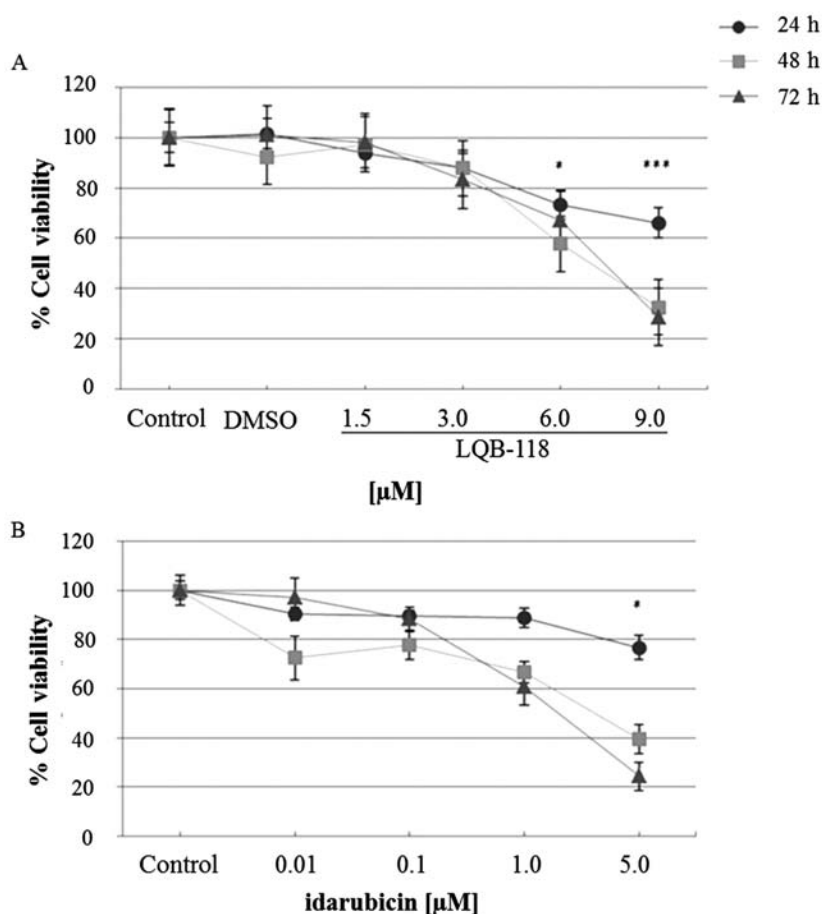 24 h
48 h
72 h
A
120
100
80
60
40
20
0
% Cell viability
*
***
Control DMSO 1.5 3.0 6.0 9.0
LQB-118
[µM]
B
120
100
80
60
40
20
0
% Cell viability
*
Control 0.01 0.1 1.0 5.0
idarubicin [µM]